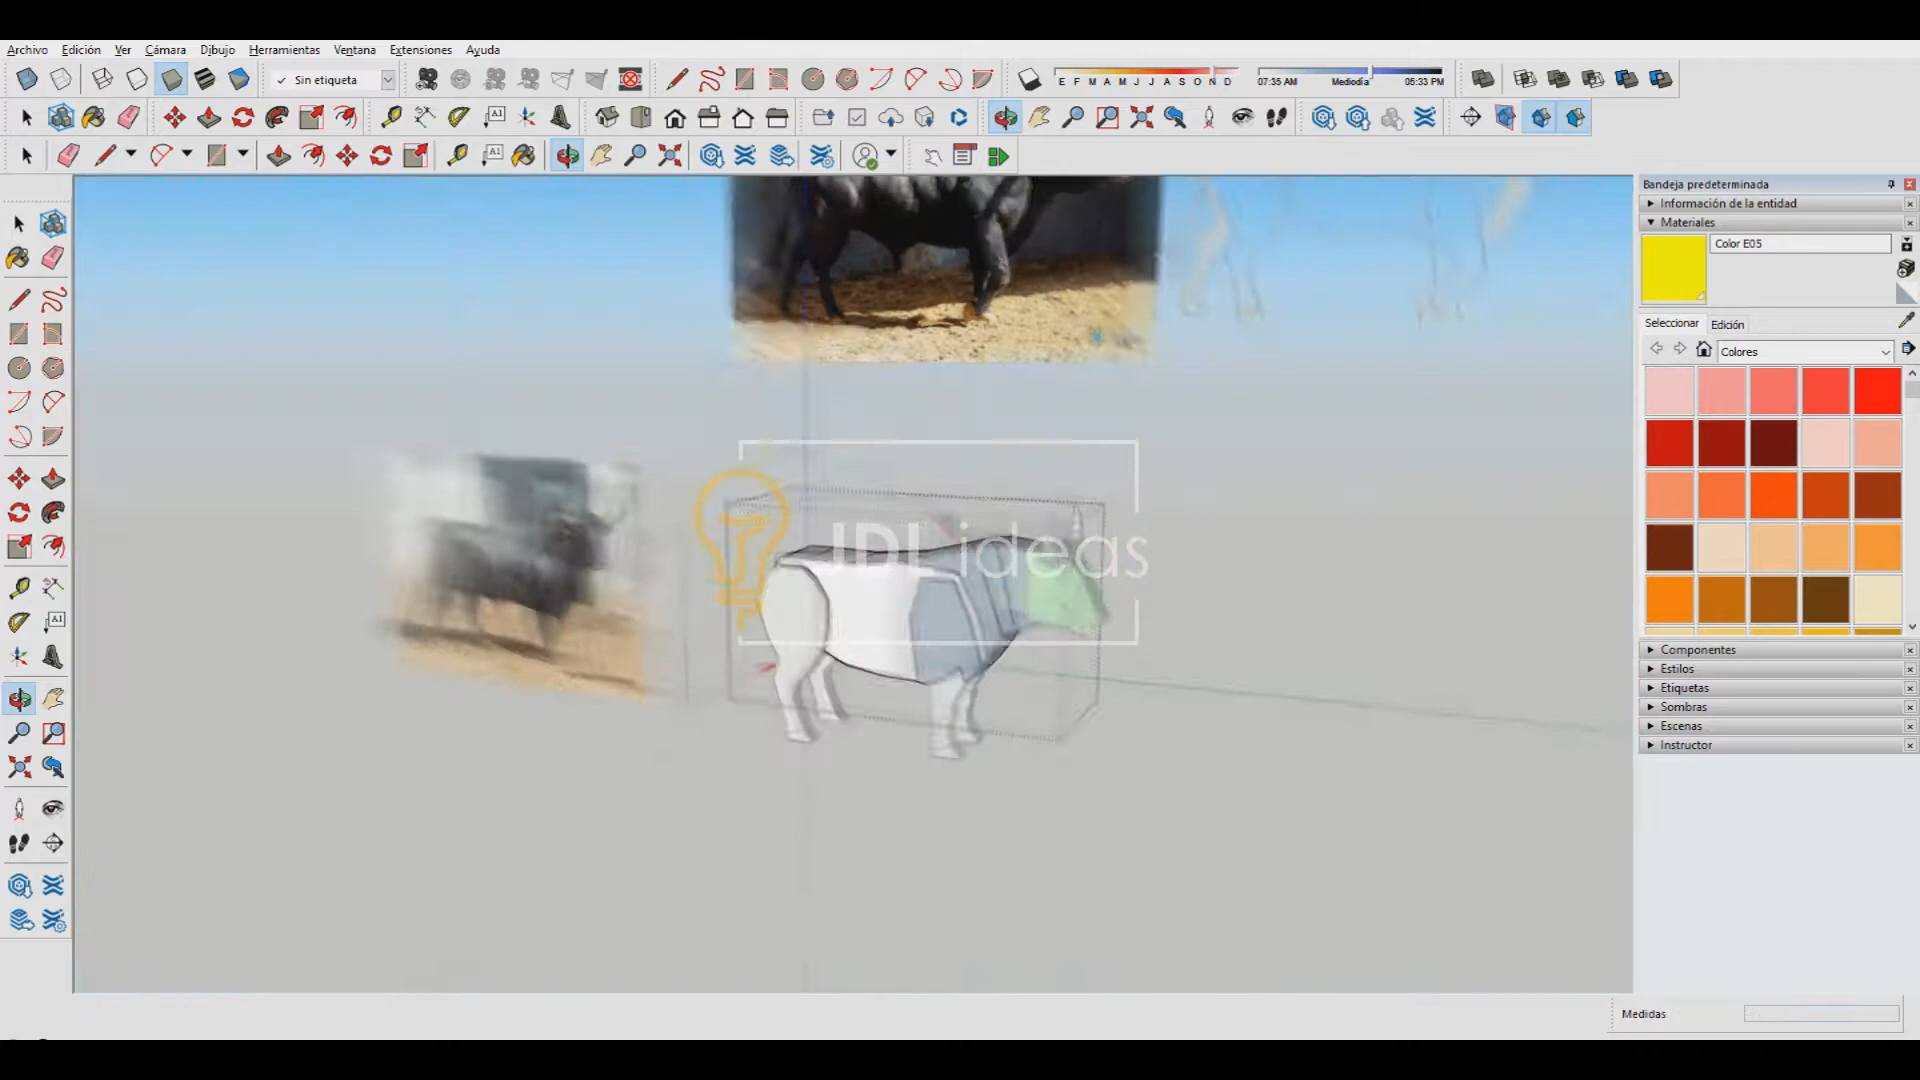 Archivo Edición Ver Cámara Dibujo Herramientas Ventana Extensiones Ayuda
Sin etiqueta
E F M A M J J A S O N D
07:35 AM Mediodía 05:33 PM
Bandeja predeterminada
Información de la entidad
Materiales
Color E05
Seleccionar Edición
Colores
JDL ideas
Componentes
Estilos
Etiquetas
Sombras
Escenas
Instructor
Medidas